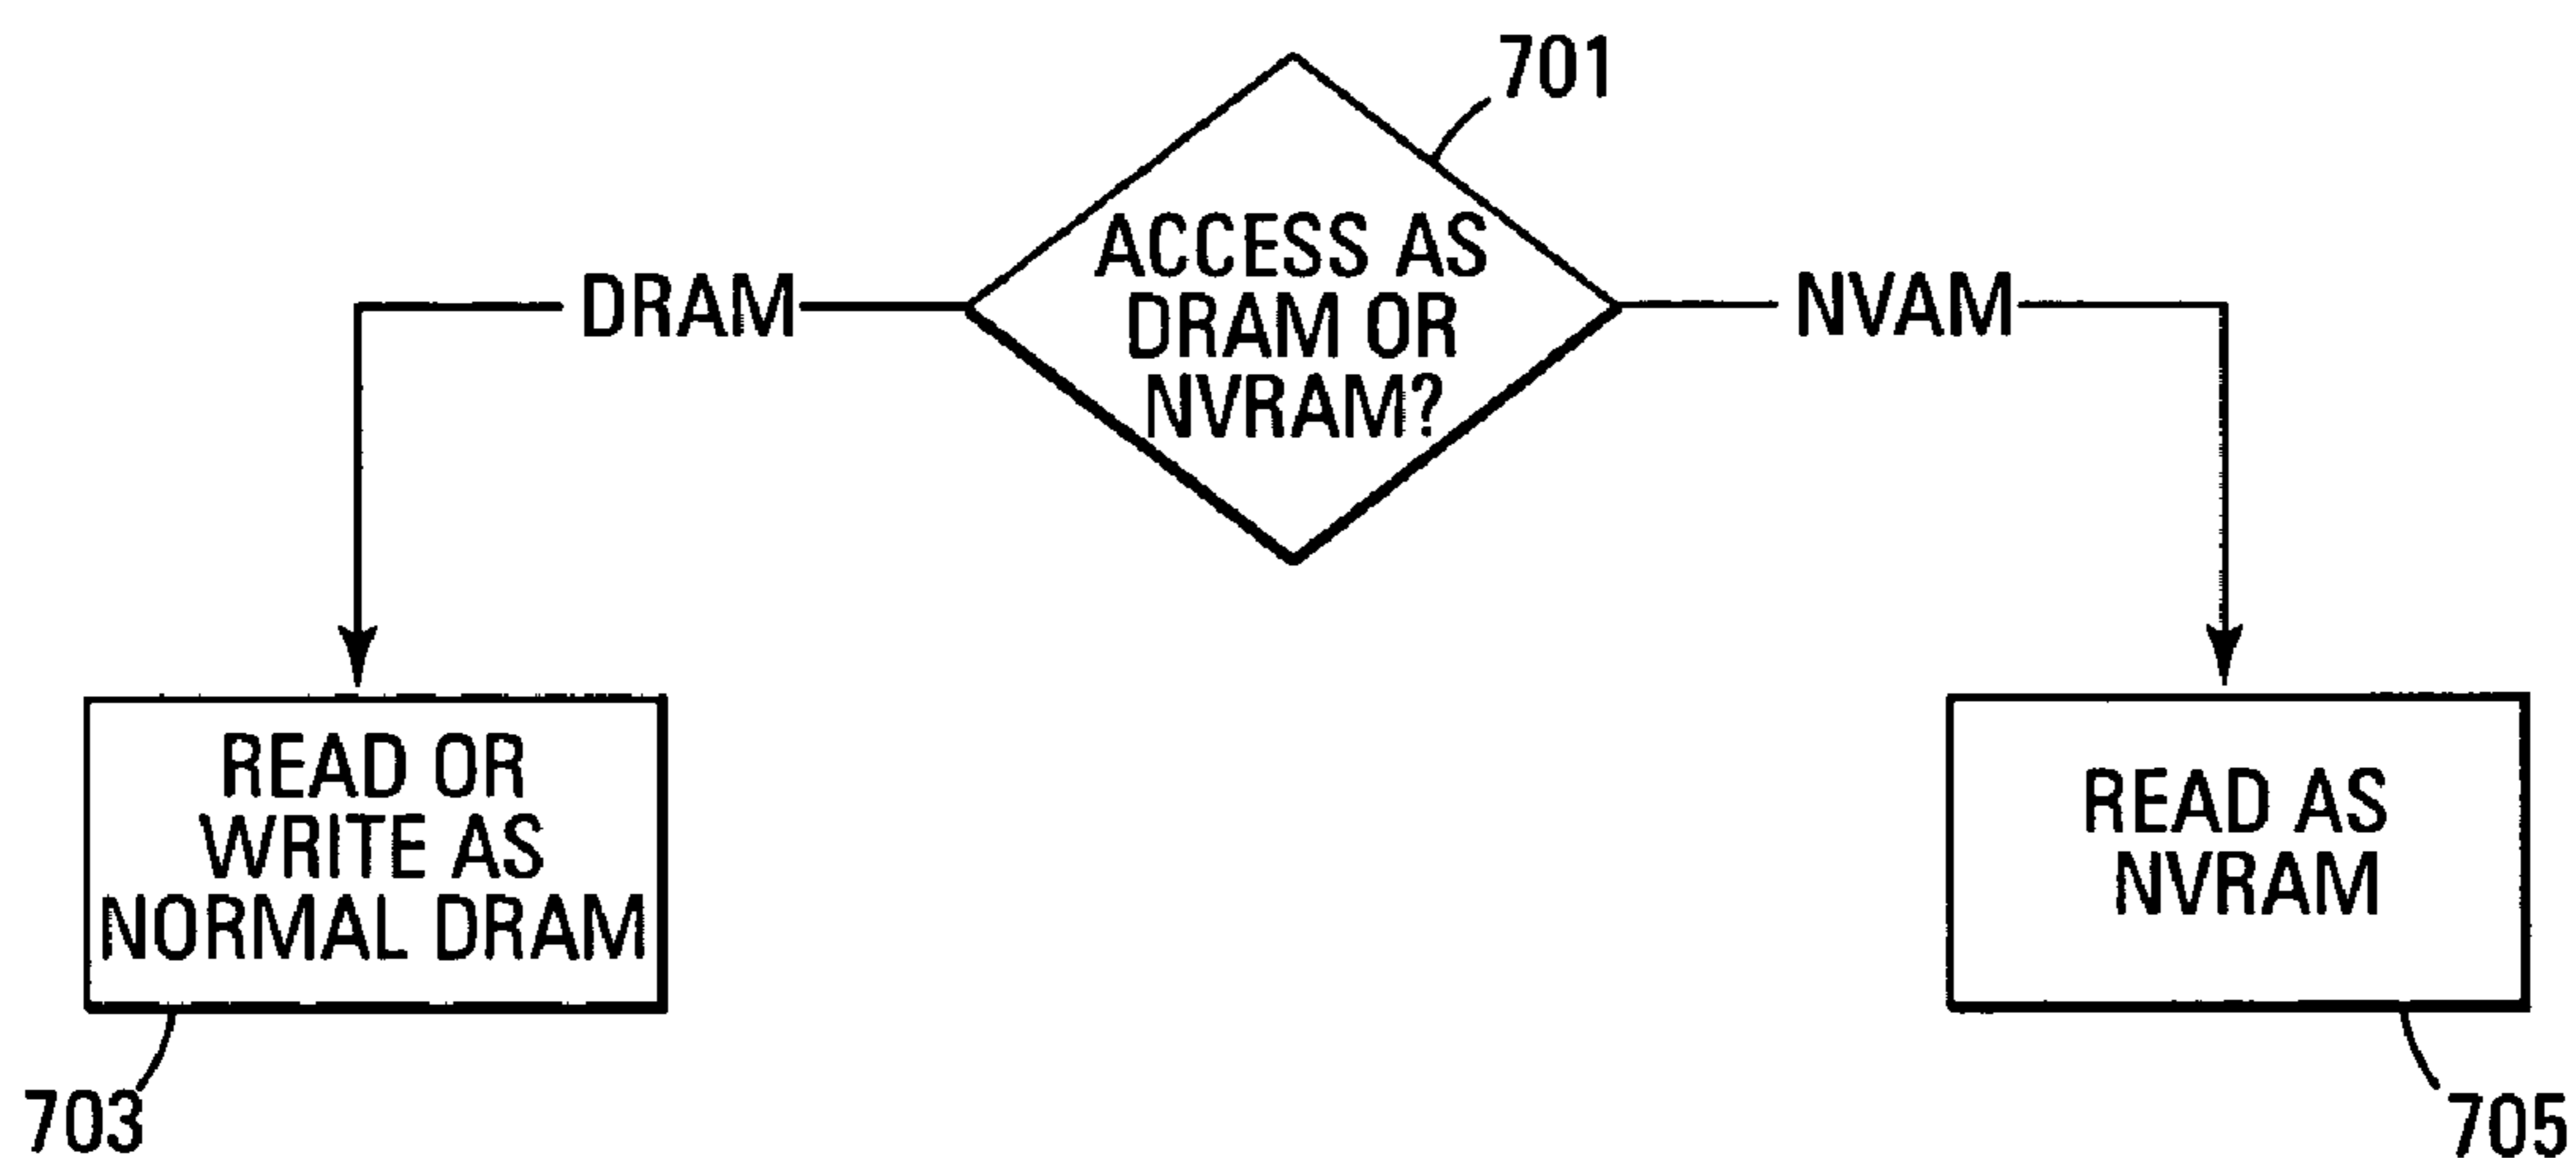 701
ACCESS AS
DRAM OR
NVRAM?
DRAM
NVAM
READ OR
WRITE AS
NORMAL DRAM
READ AS
NVRAM
703
705